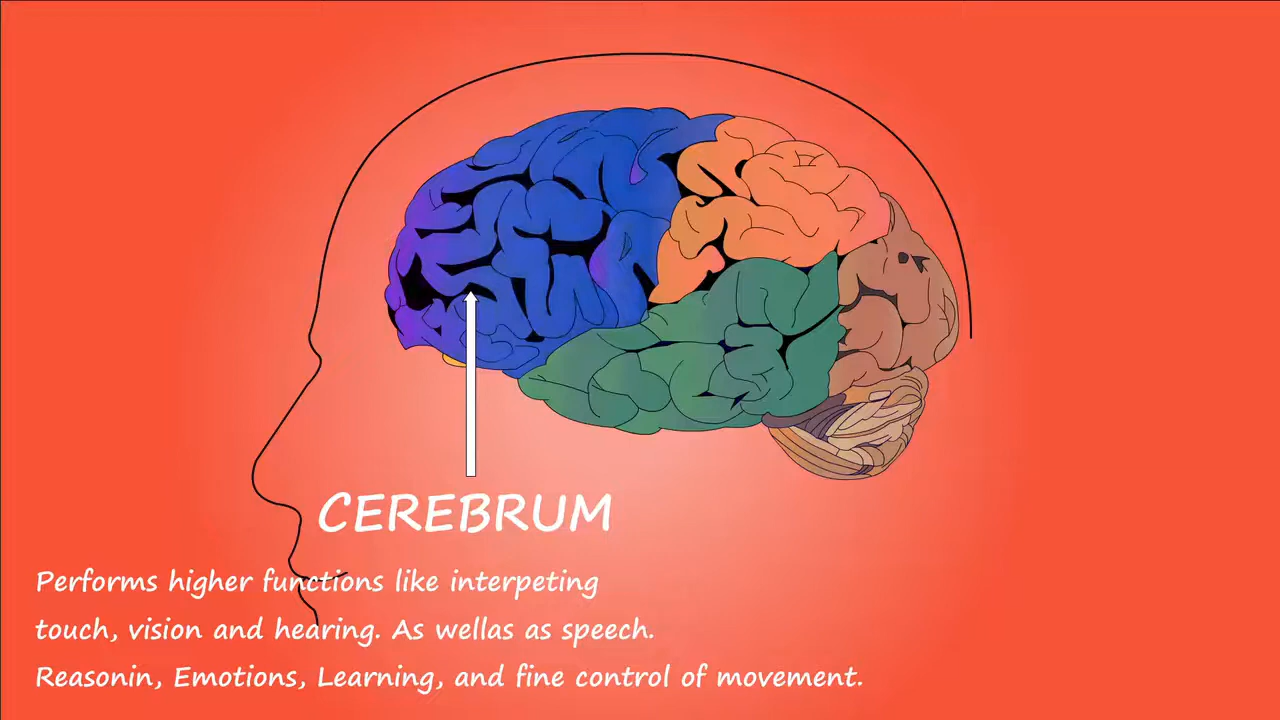 CEREBRUM
Performs higher functions like interpeting
touch, vision and hearing. As wellas as speech.
Reasonin, Emotions, Learning, and fine control of movement.